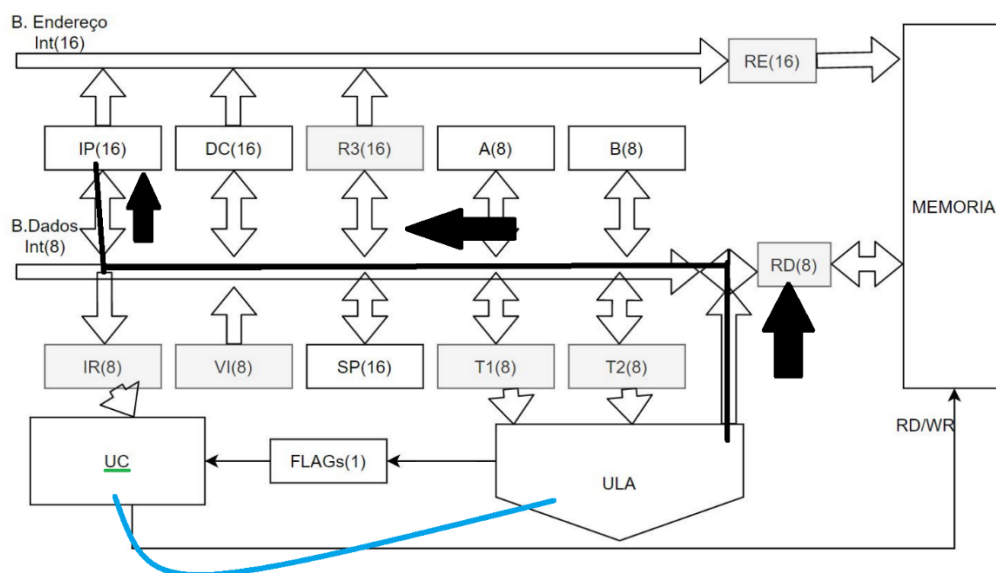 B. Endereço
Int(16)
RE(16)
IP(16)
DC(16)
R3(16)
A(8)
B(8)
MEMORIA
B.Dados
Int(8)
RD(8)
IR(8)
VI(8)
SP(16)
T1(8)
T2(8)
RD/WR
UC
FLAGs(1)
ULA